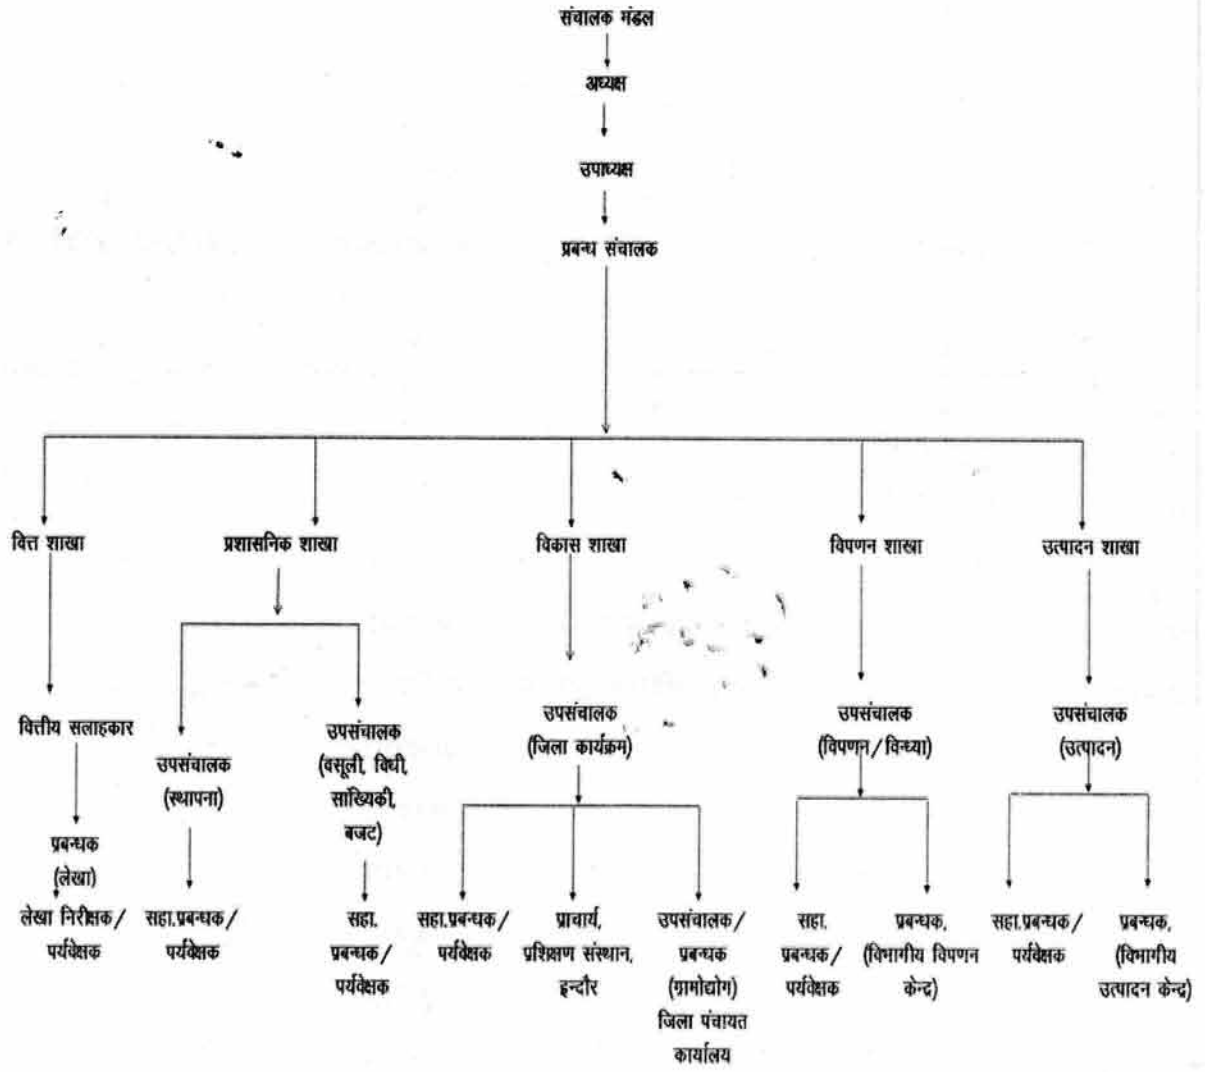 संचालक मंडल
अध्यक्ष
उपाध्यक्ष
प्रबन्ध संचालक
वित्त शाखा
प्रशासनिक शाखा
विकास शाखा
विपणन शाखा
उत्पादन शाखा
वित्तीय सलाहकार
प्रबन्धक
(लेखा)
लेखा निरीक्षक/
पर्यवेक्षक
उपसंचालक
(स्थापना)
सहा.प्रबन्धक/
पर्यवेक्षक
उपसंचालक
(वसूली, विधी,
सांख्यिकी,
बजट)
सहा.
प्रबन्धक/
पर्यवेक्षक
उपसंचालक
(जिला कार्यक्रम)
सहा.प्रबन्धक/
पर्यवेक्षक
प्राचार्य,
प्रशिक्षण संस्थान,
इन्दौर
उपसंचालक/
प्रबन्धक
(ग्रामोद्योग)
जिला पंचायत
कार्यालय
उपसंचालक
(विपणन/विन्ध्या)
सहा.
प्रबन्धक/
पर्यवेक्षक
प्रबन्धक,
(विभागीय विपणन
केन्द्र)
उपसंचालक
(उत्पादन)
सहा.प्रबन्धक/
पर्यवेक्षक
प्रबन्धक,
(विभागीय
उत्पादन केन्द्र)